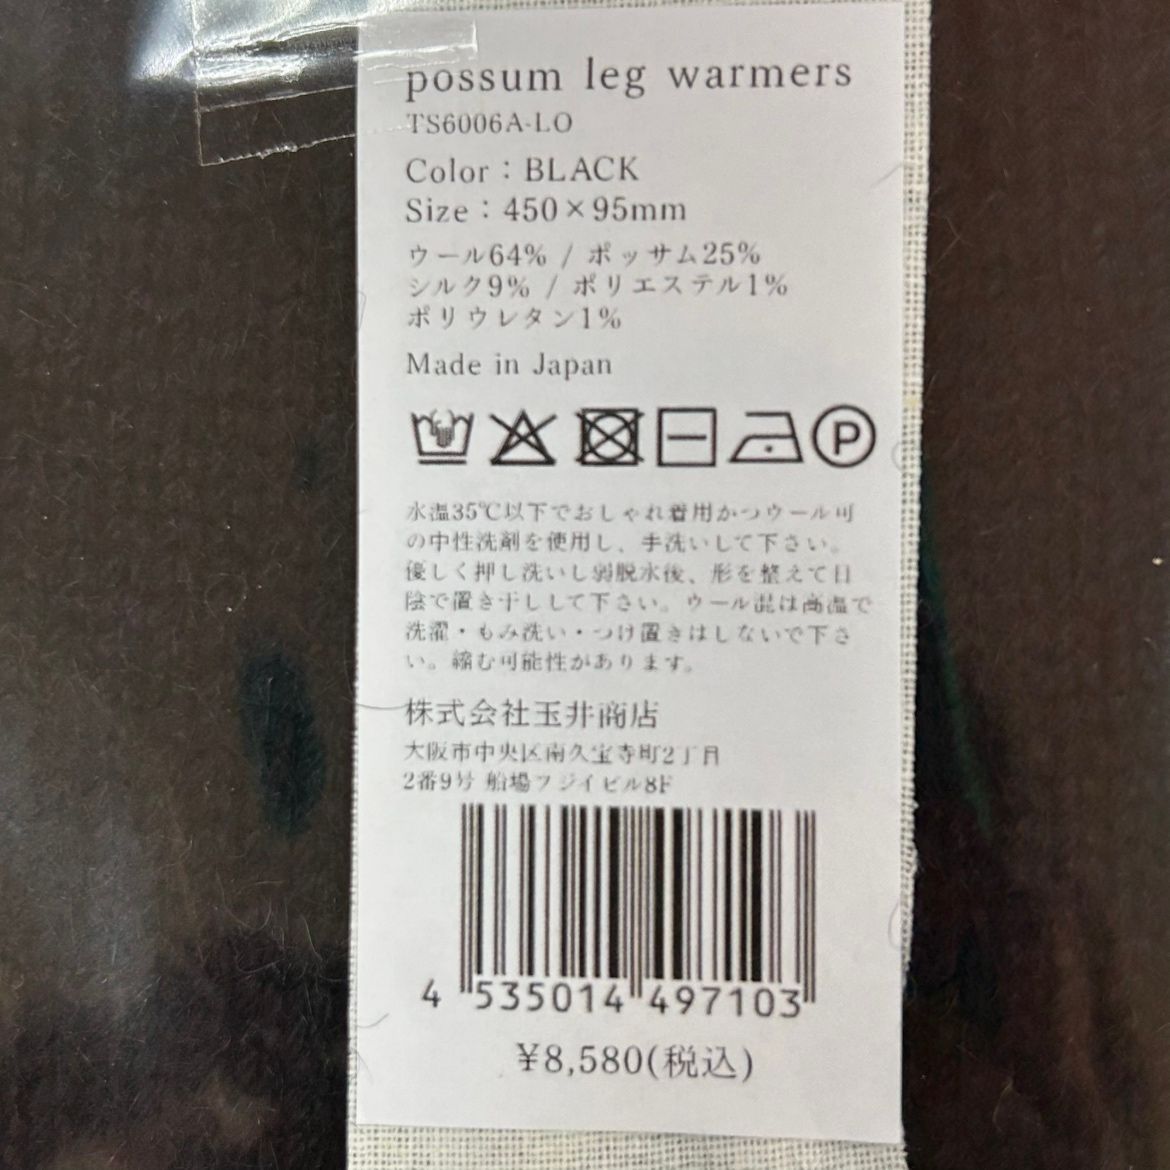 possum leg warmers
TS6006A-LO
Color：BLACK
Size：450×95mm
ウール64% / ポッサム25%
シルク9% / ポリエステル1%
ポリウレタン1%
Made in Japan
P
水温35℃以下でおしゃれ着用かつウール可
の中性洗剤を使用し、手洗いして下さい。
優しく押し洗いし弱脱水後、形を整えて日
陰で置き干しして下さい。ウール混は高温で
洗濯・もみ洗い・つけ置きはしないで下さ
い。縮む可能性があります。
株式会社玉井商店
大阪市中央区南久宝寺町2丁目
2番9号 船場フジイビル8F
4 535014 497103
¥8,580(税込)